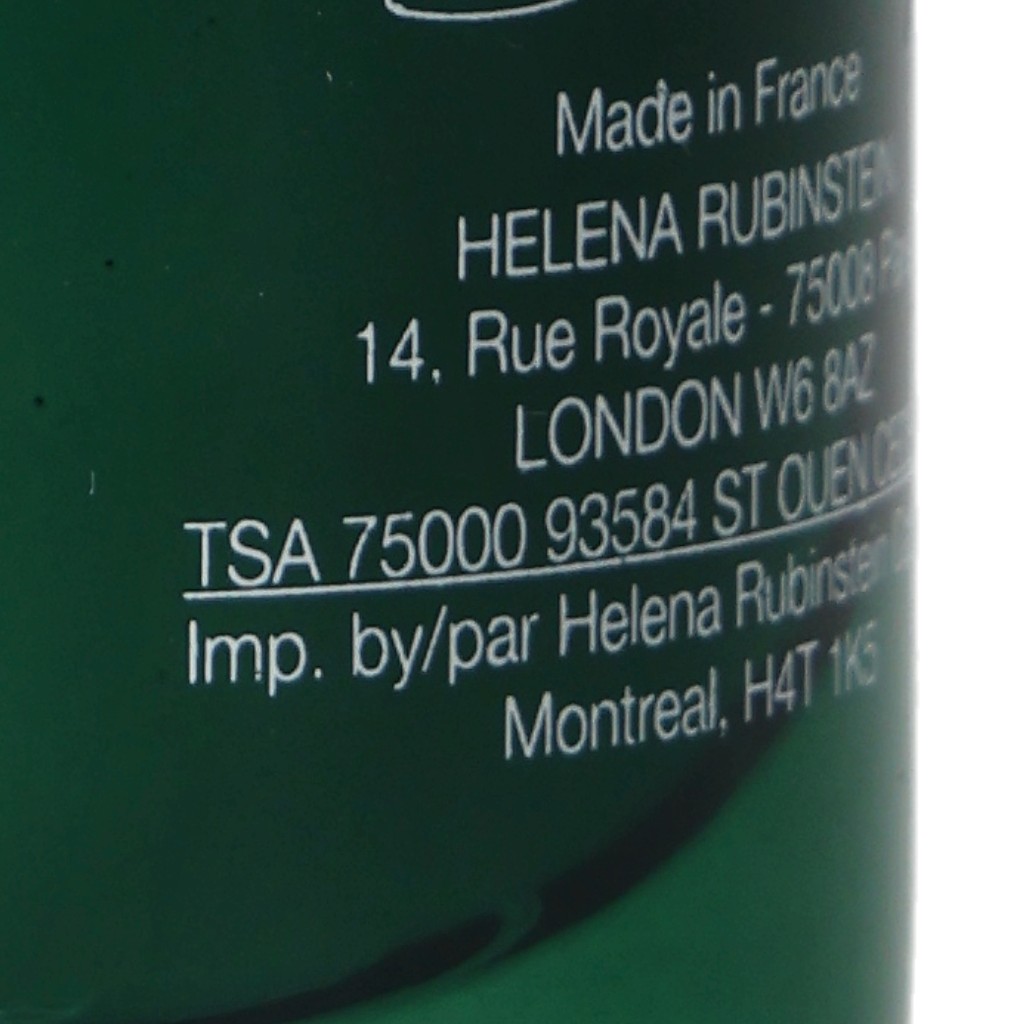 Made in France
HELENA RUBINSTEIN
14, Rue Royale - 75008
LONDON W6 8AZ
TSA 75000 93584 ST OUEN
Imp. by/par Helena Rubinstein
Montreal, H4T 1K5